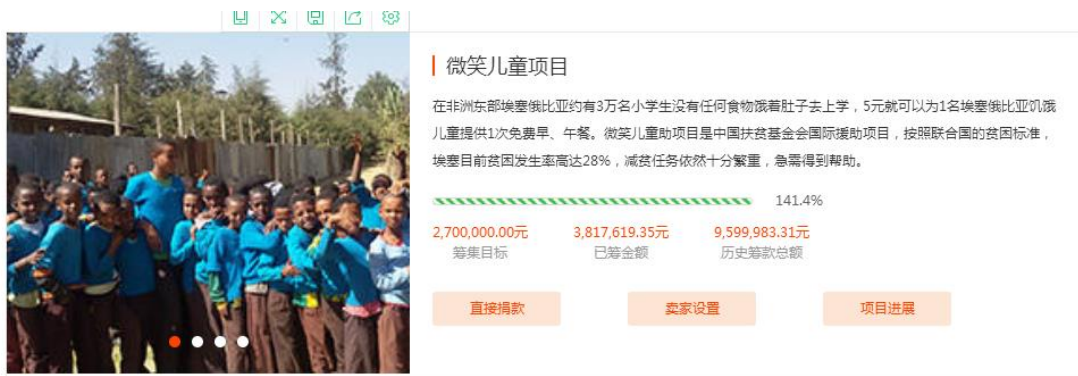 微笑儿童项目
在非洲东部埃塞俄比亚约有3万名小学生没有任何食物饿着肚子去上学，5元就可以为1名埃塞俄比亚饥饿
儿童提供1次免费早、午餐。微笑儿童助项目是中国扶贫基金会国际援助项目，按照联合国的贫困标准，
埃塞目前贫困发生率高达28%，减贫任务依然十分繁重，急需得到帮助。
141.4%
2,700,000.00元 3,817,619.35元 9,599,983.31元
筹集目标 已筹金额 历史筹款总额
直接捐款 卖家设置 项目进展